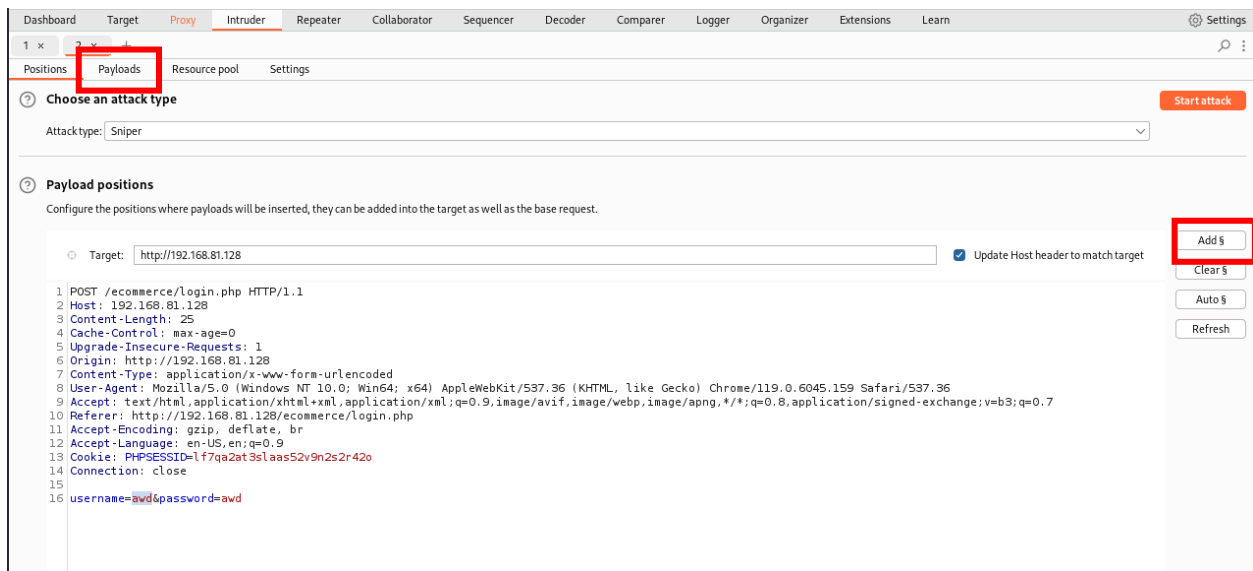 Dashboard Target Proxy Intruder Repeater Collaborator Sequencer Decoder Comparer Logger Organizer Extensions Learn Settings
1 × 2 × +
Positions Payloads Resource pool Settings
? Choose an attack type Start attack
Attack type: Sniper
? Payload positions
Configure the positions where payloads will be inserted, they can be added into the target as well as the base request.
Add §
Target: http://192.168.81.128 Update Host header to match target
Clear §
Auto §
Refresh
1 POST /ecommerce/login.php HTTP/1.1
2 Host: 192.168.81.128
3 Content-Length: 25
4 Cache-Control: max-age=0
5 Upgrade-Insecure-Requests: 1
6 Origin: http://192.168.81.128
7 Content-Type: application/x-www-form-urlencoded
8 User-Agent: Mozilla/5.0 (Windows NT 10.0; Win64; x64) AppleWebKit/537.36 (KHTML, like Gecko) Chrome/119.0.6045.159 Safari/537.36
9 Accept: text/html,application/xhtml+xml,application/xml;q=0.9,image/avif,image/webp,image/apng,*/*;q=0.8,application/signed-exchange;v=b3;q=0.7
10 Referer: http://192.168.81.128/ecommerce/login.php
11 Accept-Encoding: gzip, deflate, br
12 Accept-Language: en-US,en;q=0.9
13 Cookie: PHPSESSID=lf7qa2at3slaas52v9n2s2r42o
14 Connection: close
15
16 username=awd&password=awd